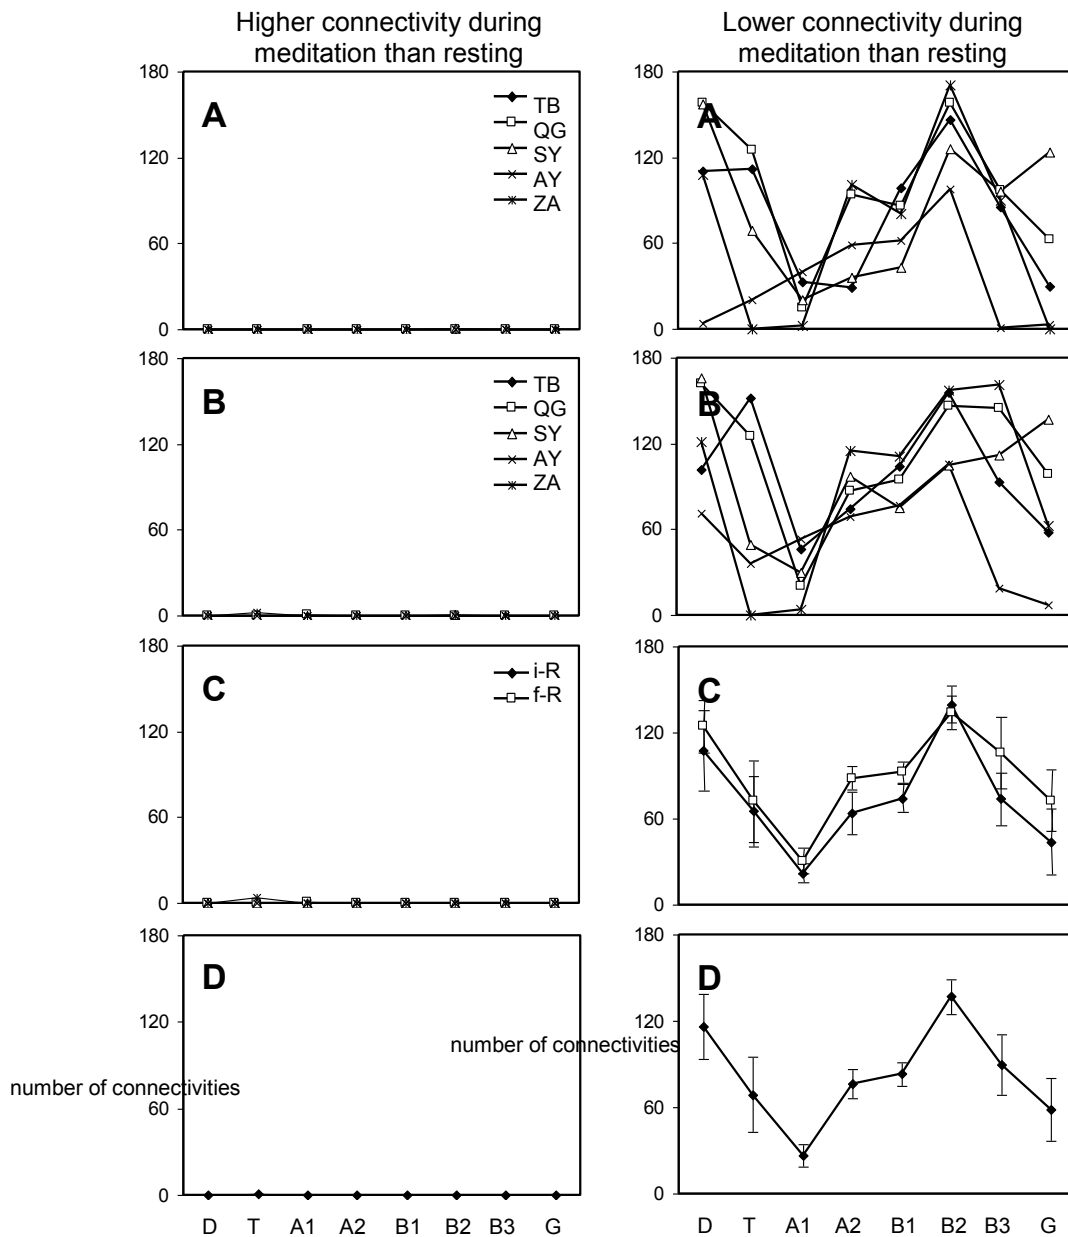 Higher connectivity during
meditation than resting
Lower connectivity during
meditation than resting
180
120
60
0
A
TB
QG
SY
AY
ZA
180
120
60
0
A
180
120
60
0
B
TB
QG
SY
AY
ZA
180
120
60
0
B
180
120
60
0
C
i-R
f-R
180
120
60
0
C
180
120
60
0
D
number of connectivities
D T A1 A2 B1 B2 B3 G
180
120
60
0
D
number of connectivities
D T A1 A2 B1 B2 B3 G